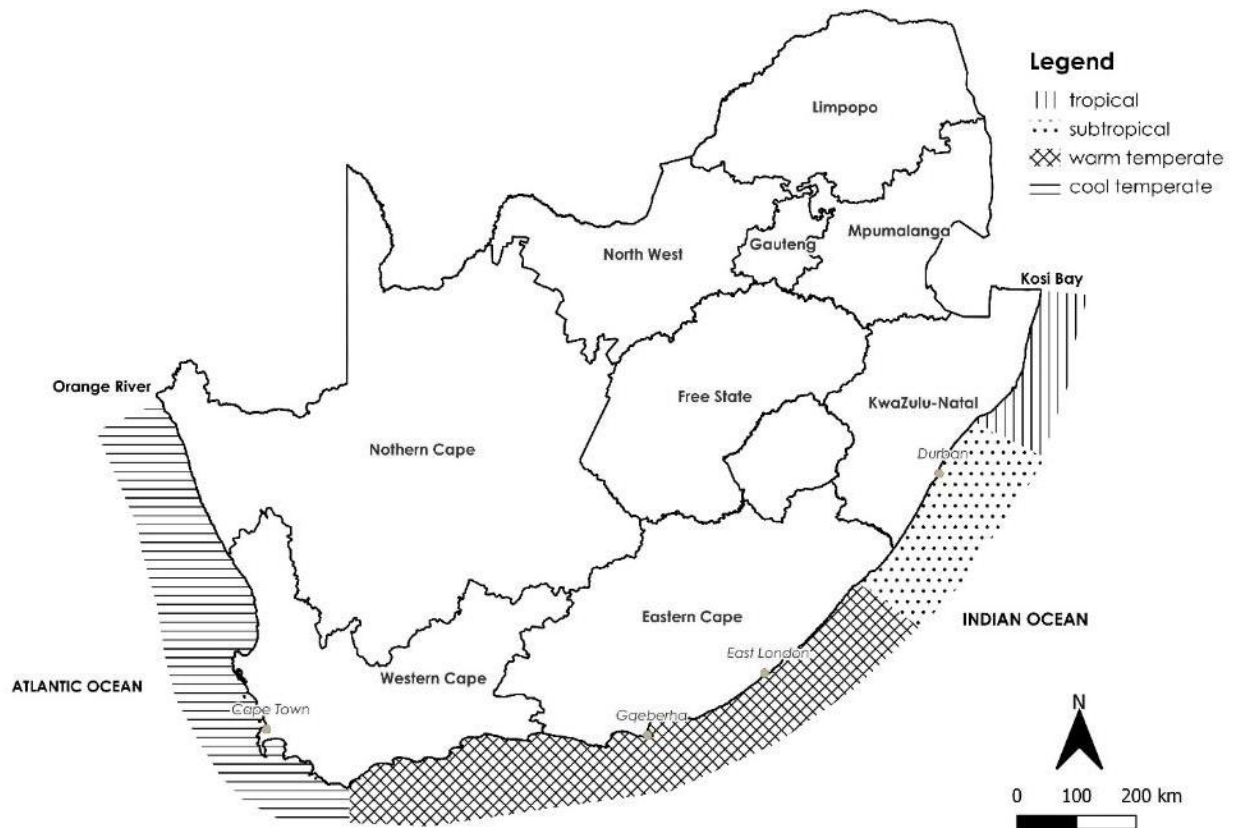 Legend
tropical
subtropical
warm temperate
cool temperate
Limpopo
North West
Gauteng
Mpumalanga
Kosi Bay
Orange River
Free State
KwaZulu-Natal
Nothern Cape
Durban
Eastern Cape
INDIAN OCEAN
East London
Western Cape
ATLANTIC OCEAN
Cape Town
Gqeberha
N
0 100 200 km